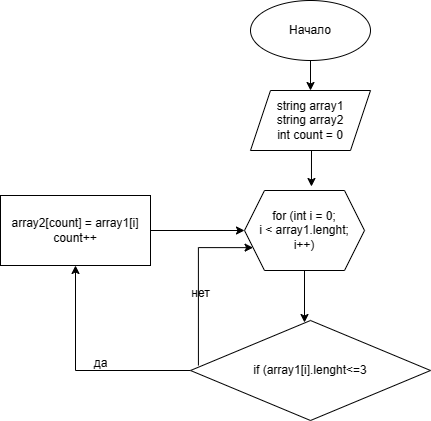 Начало
string array1
string array2
int count = 0
array2[count] = array1[i]
count++
for (int i = 0;
i < array1.lenght;
i++)
нет
да
if (array1[i].lenght<=3